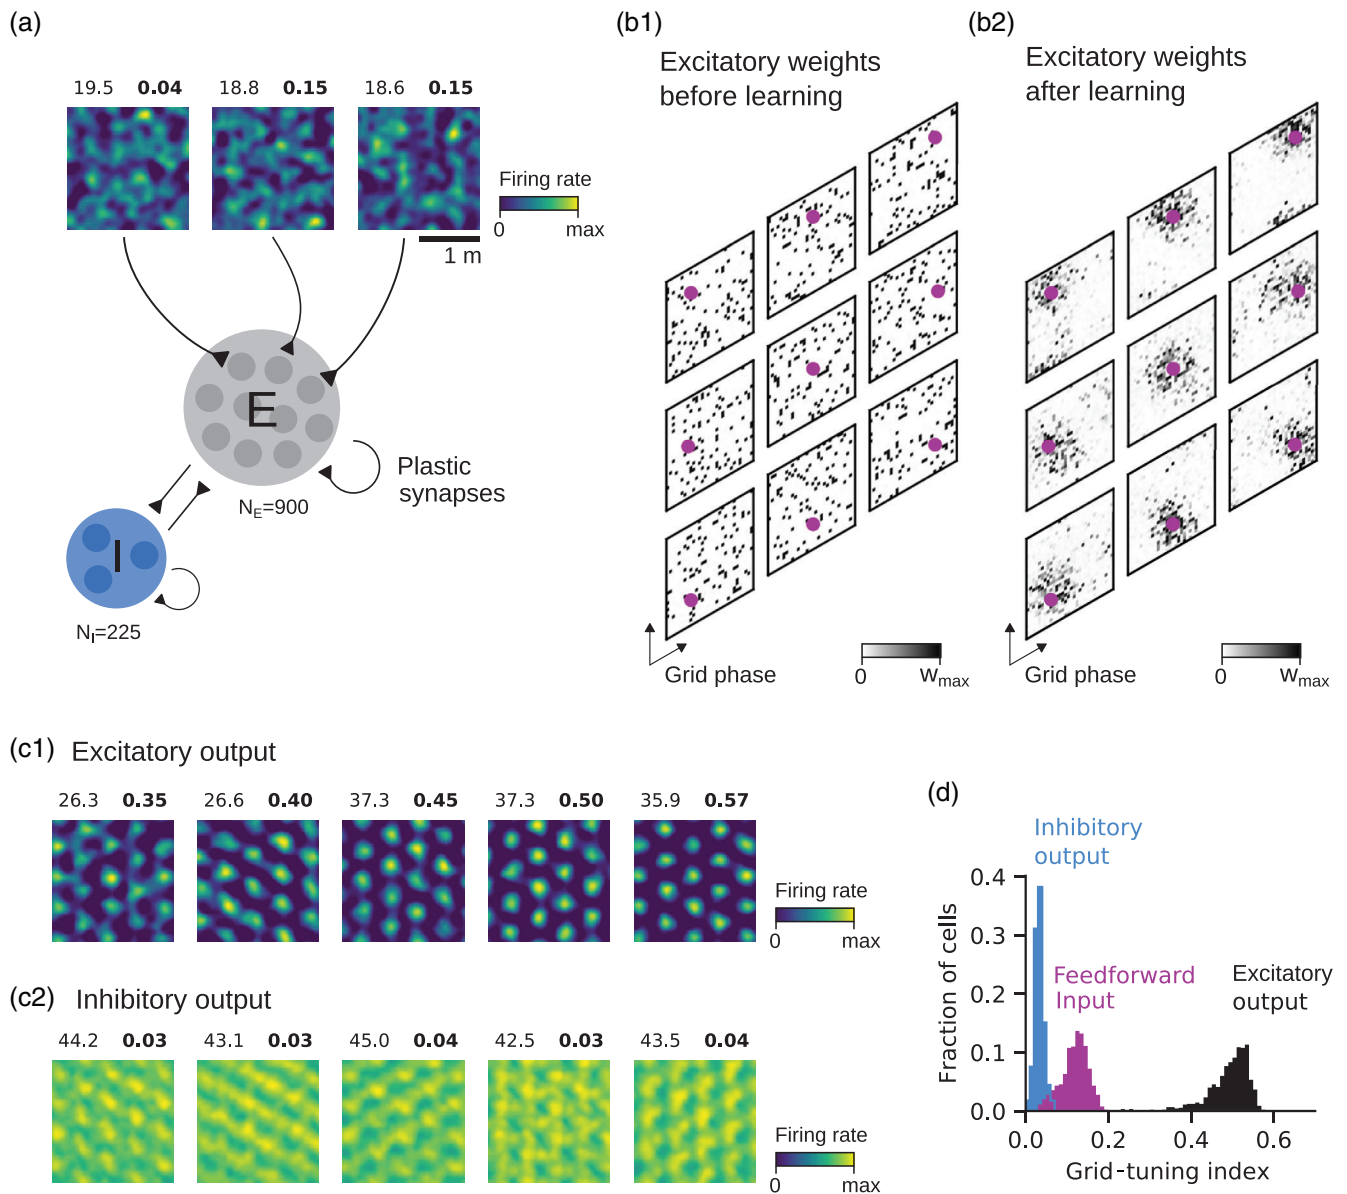 (a)
19.5 0.04 18.8 0.15 18.6 0.15
Firing rate
0 max
1 m
E
Plastic
synapses
N_E=900
I
N_I=225
(b1)
Excitatory weights
before learning
Grid phase
0 w_max
(b2)
Excitatory weights
after learning
Grid phase
0 w_max
(c1) Excitatory output
26.3 0.35 26.6 0.40 37.3 0.45 37.3 0.50 35.9 0.57
Firing rate
0 max
(c2) Inhibitory output
44.2 0.03 43.1 0.03 45.0 0.04 42.5 0.03 43.5 0.04
Firing rate
0 max
(d)
Inhibitory
output
Feedforward
Input
Excitatory
output
Fraction of cells
0.4
0.3
0.2
0.1
0.0
0.0 0.2 0.4 0.6
Grid-tuning index